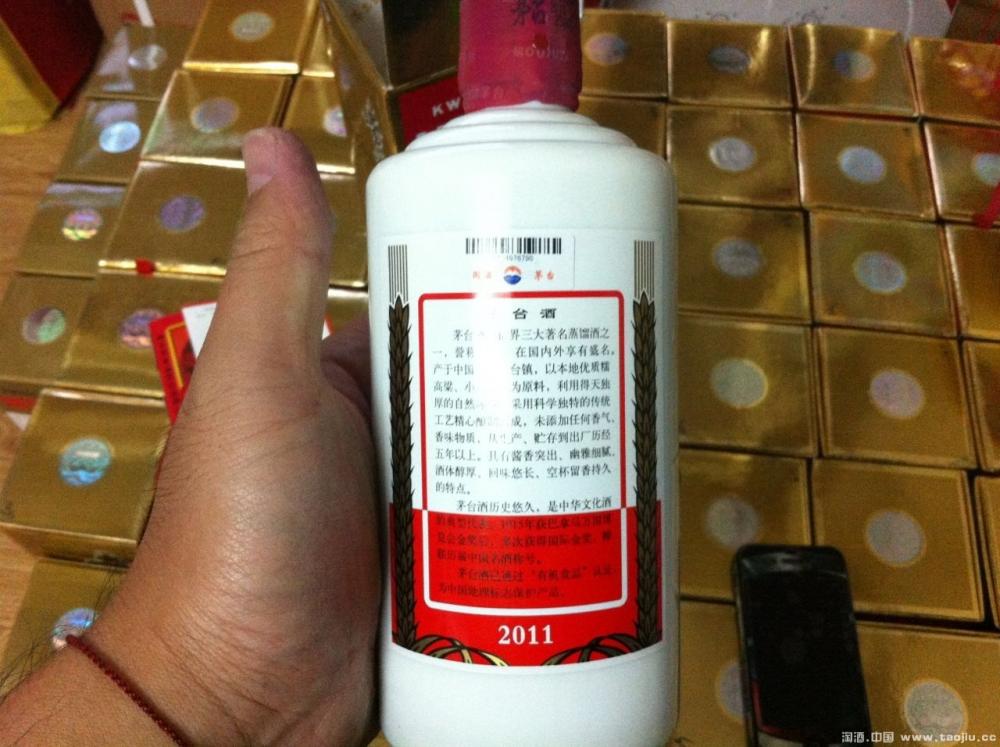 茅台
KW
贵州 茅台
台酒
茅台 界三大著名蒸馏酒之
一,誉称 在国内外享有盛名。
产于中国 台镇,以本地优质糯
高粱、小 为原料,利用得天独
厚的自然 采用科学独特的传统
工艺精心酿 成,未添加任何香气、
香味物质。从生产、贮存到出厂历经
五年以上。具有酱香突出、幽雅细腻、
酒体醇厚、回味悠长、空杯留香持久
的特点。
茅台酒历史悠久,是中华文化酒
的典型代表,1915年获巴拿马万国博
览会金奖后,多次获得国际金奖,蝉
联历届中国名酒称号。
茅台酒已通过“有机食品”认证
为中国地理标志保护产品。
2011
淘酒.中国 www.taojiu.cc